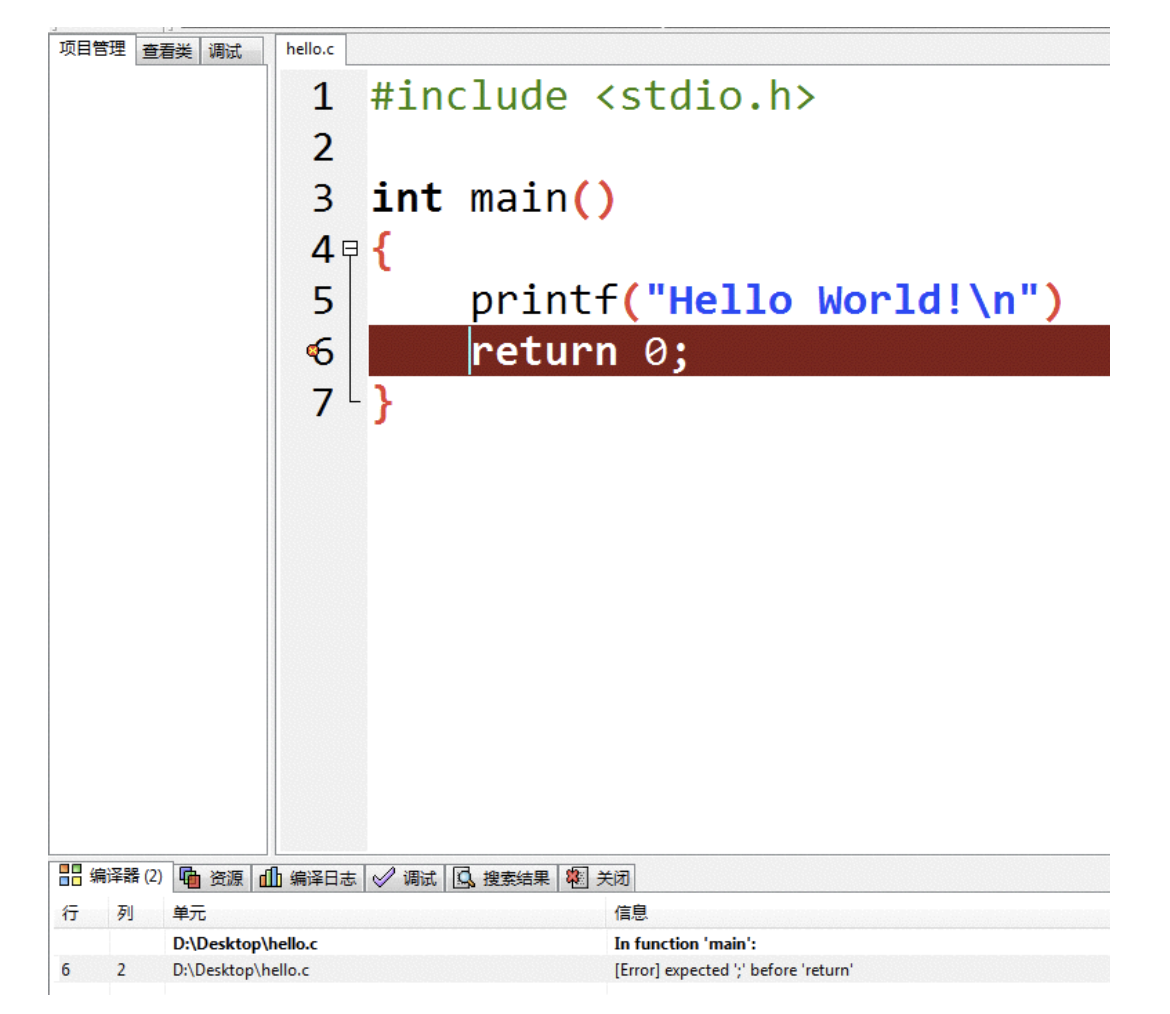 项目管理 查看类 调试 hello.c
1 #include <stdio.h>
2
3 int main()
4 {
5     printf("Hello World!\n")
6     return 0;
7 }
编译器 (2) 资源 编译日志 调试 搜索结果 关闭
行 列 单元 信息
D:\Desktop\hello.c In function 'main':
6 2 D:\Desktop\hello.c [Error] expected ';' before 'return'